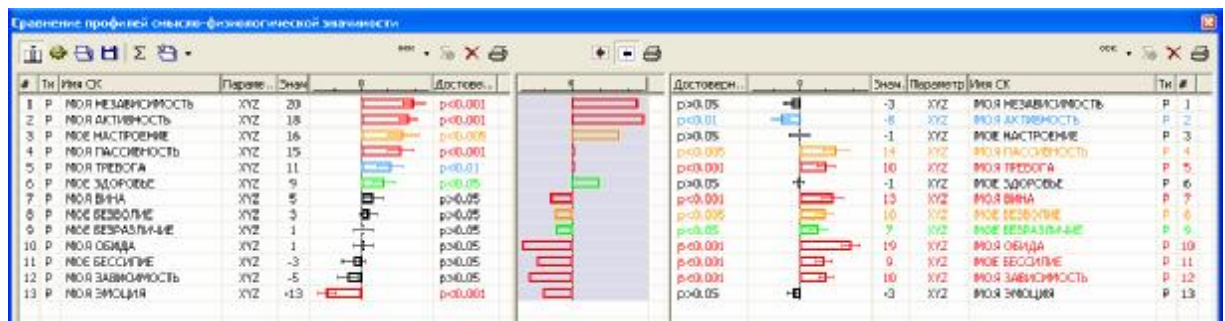 Сравнение профилей смысло-физиологической значимости
# Ти Имя СК Параме... Знам 0 Достове... 0 Достоверн... 0 Знам. Параметр Имя СК Ти #
1 Р МОЯ НЕЗАВИСИМОСТЬ XYZ 20 p<0.001 p>0.05 -3 XYZ МОЯ НЕЗАВИСИМОСТЬ Р 1
2 Р МОЯ АКТИВНОСТЬ XYZ 18 p<0.001 p<0.01 -8 XYZ МОЯ АКТИВНОСТЬ Р 2
3 Р МОЕ НАСТРОЕНИЕ XYZ 16 p<0.005 p>0.05 -1 XYZ МОЕ НАСТРОЕНИЕ Р 3
4 Р МОЯ ПАССИВНОСТЬ XYZ 15 p<0.001 p<0.005 14 XYZ МОЯ ПАССИВНОСТЬ Р 4
5 Р МОЯ ТРЕВОГА XYZ 11 p<0.01 p<0.001 10 XYZ МОЯ ТРЕВОГА Р 5
6 Р МОЕ ЗДОРОВЬЕ XYZ 9 p<0.05 p>0.05 -1 XYZ МОЕ ЗДОРОВЬЕ Р 6
7 Р МОЯ ВИНА XYZ 5 p>0.05 p<0.001 13 XYZ МОЯ ВИНА Р 7
8 Р МОЕ БЕЗВОЛИЕ XYZ 3 p>0.05 p<0.005 10 XYZ МОЕ БЕЗВОЛИЕ Р 8
9 Р МОЕ БЕЗРАЗЛИЧИЕ XYZ 1 p>0.05 p<0.05 7 XYZ МОЕ БЕЗРАЗЛИЧИЕ Р 9
10 Р МОЯ ОБИДА XYZ 1 p>0.05 p<0.001 19 XYZ МОЯ ОБИДА Р 10
11 Р МОЕ БЕССИЛИЕ XYZ -3 p>0.05 p<0.001 9 XYZ МОЕ БЕССИЛИЕ Р 11
12 Р МОЯ ЗАВИСИМОСТЬ XYZ -5 p>0.05 p<0.001 10 XYZ МОЯ ЗАВИСИМОСТЬ Р 12
13 Р МОЯ ЭМОЦИЯ XYZ -13 p<0.001 p>0.05 -3 XYZ МОЯ ЭМОЦИЯ Р 13